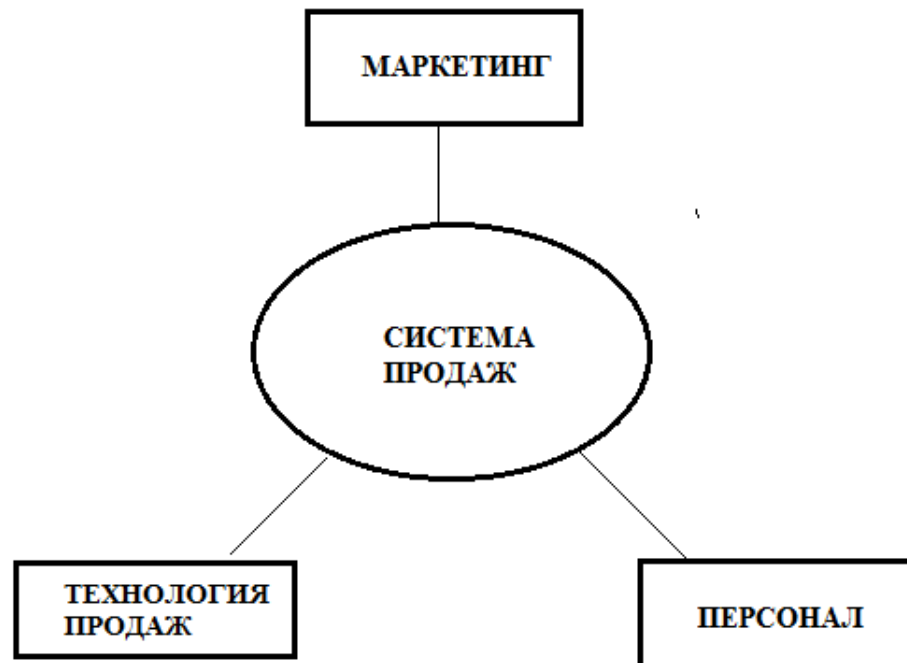 МАРКЕТИНГ
СИСТЕМА
ПРОДАЖ
ТЕХНОЛОГИЯ
ПРОДАЖ
ПЕРСОНАЛ